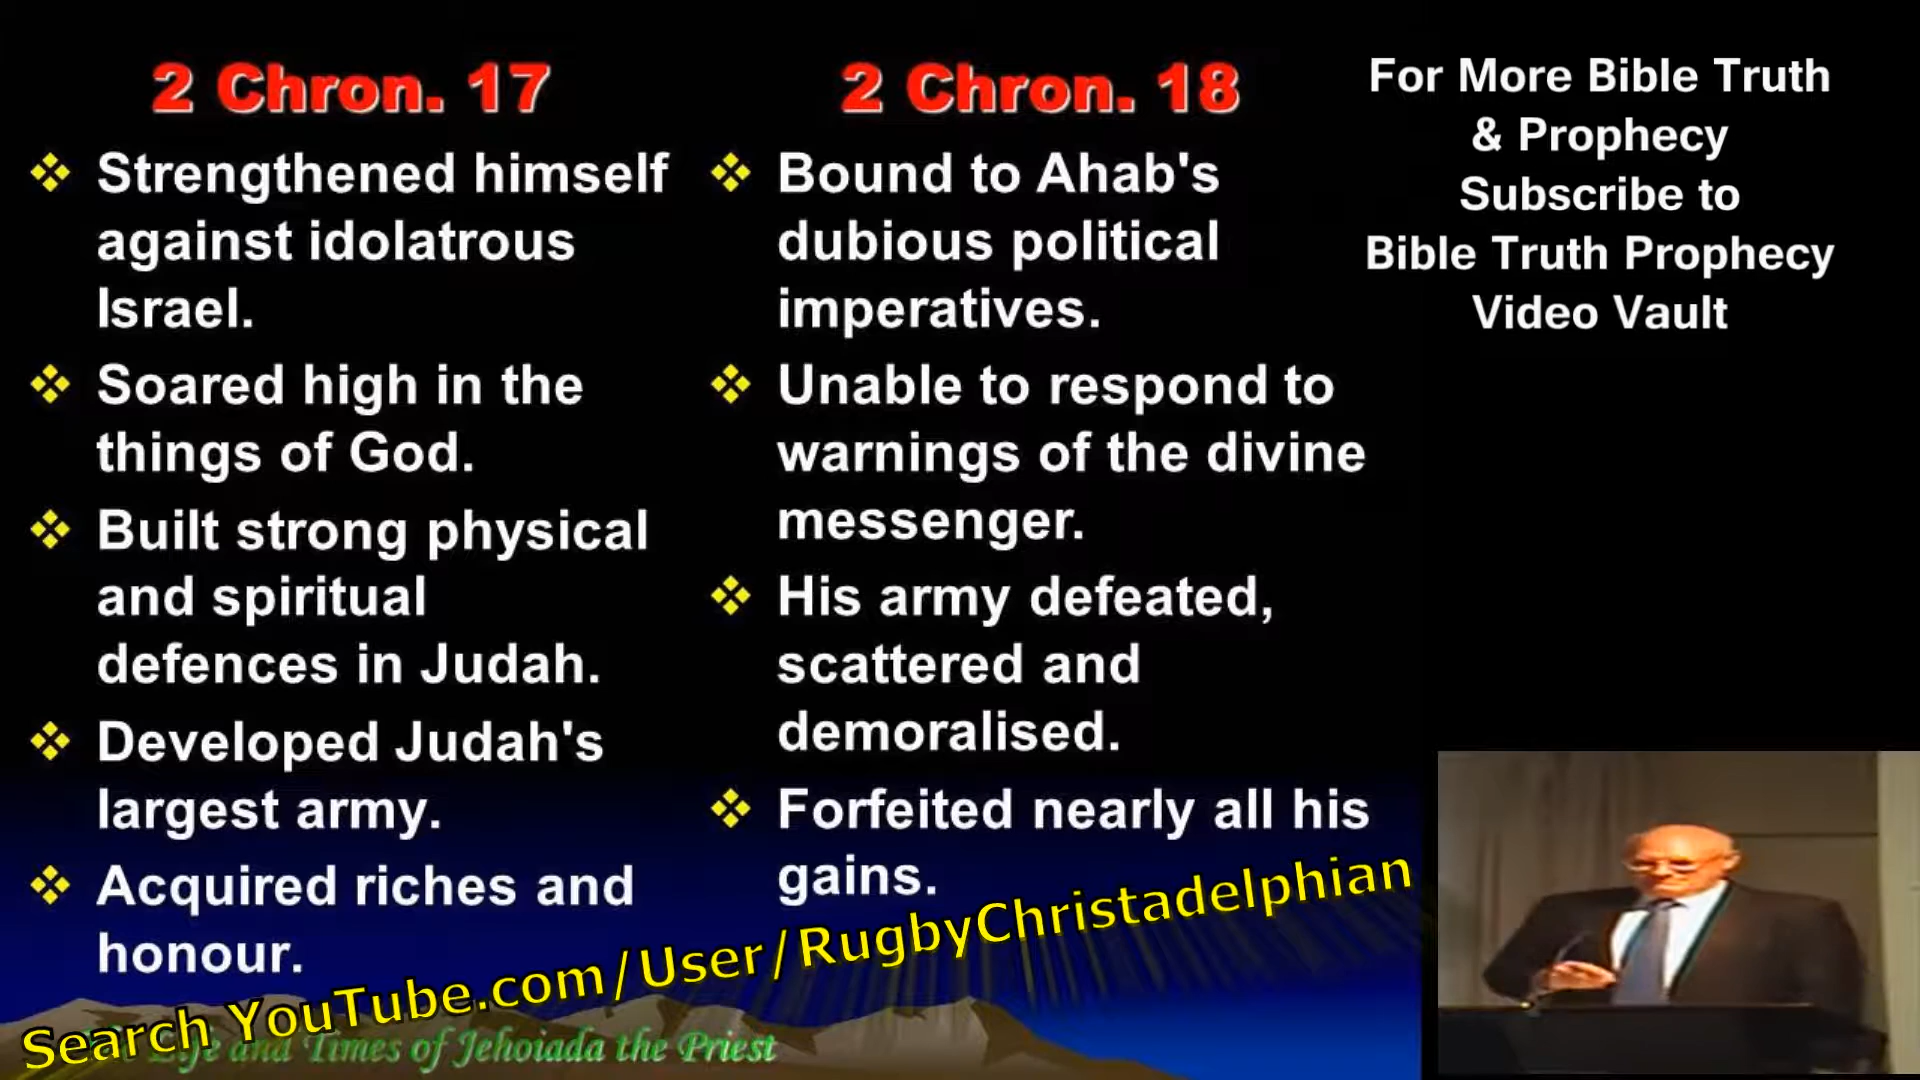 2 Chron. 17
Strengthened himself
against idolatrous
Israel.
Soared high in the
things of God.
Built strong physical
and spiritual
defences in Judah.
Developed Judah's
largest army.
Acquired riches and
honour.
2 Chron. 18
Bound to Ahab's
dubious political
imperatives.
Unable to respond to
warnings of the divine
messenger.
His army defeated,
scattered and
demoralised.
Forfeited nearly all his
gains.
For More Bible Truth
& Prophecy
Subscribe to
Bible Truth Prophecy
Video Vault
Search YouTube.com/User/RugbyChristadelphian
Life and Times of Jehoiada the Priest